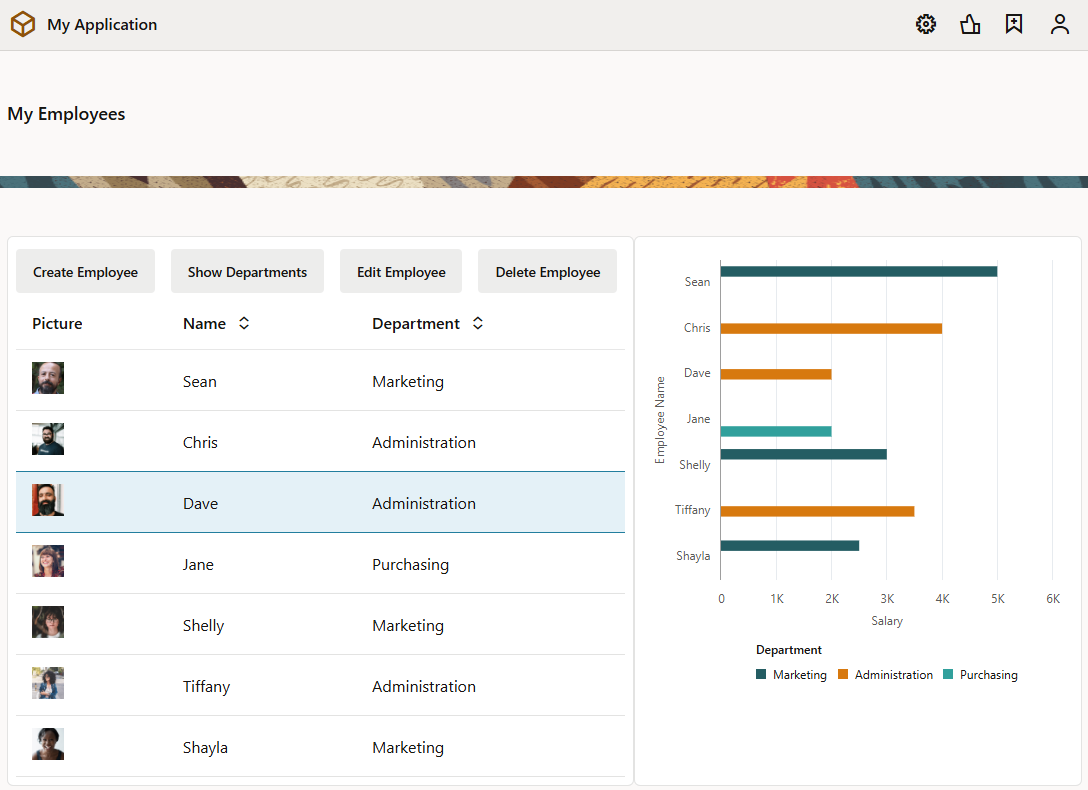 My Application
My Employees
Create Employee Show Departments Edit Employee Delete Employee
Picture Name Department
Sean Marketing
Chris Administration
Dave Administration
Jane Purchasing
Shelly Marketing
Tiffany Administration
Shayla Marketing
Employee Name
Sean
Chris
Dave
Jane
Shelly
Tiffany
Shayla
0 1K 2K 3K 4K 5K 6K
Salary
Department
Marketing Administration Purchasing